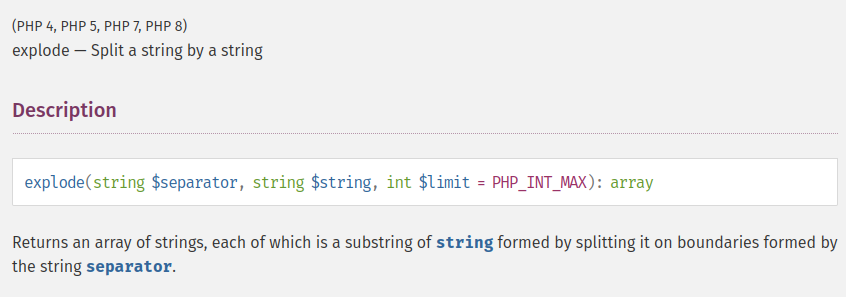 (PHP 4, PHP 5, PHP 7, PHP 8)
explode — Split a string by a string
Description
explode(string $separator, string $string, int $limit = PHP_INT_MAX): array
Returns an array of strings, each of which is a substring of string formed by splitting it on boundaries formed by
the string separator.